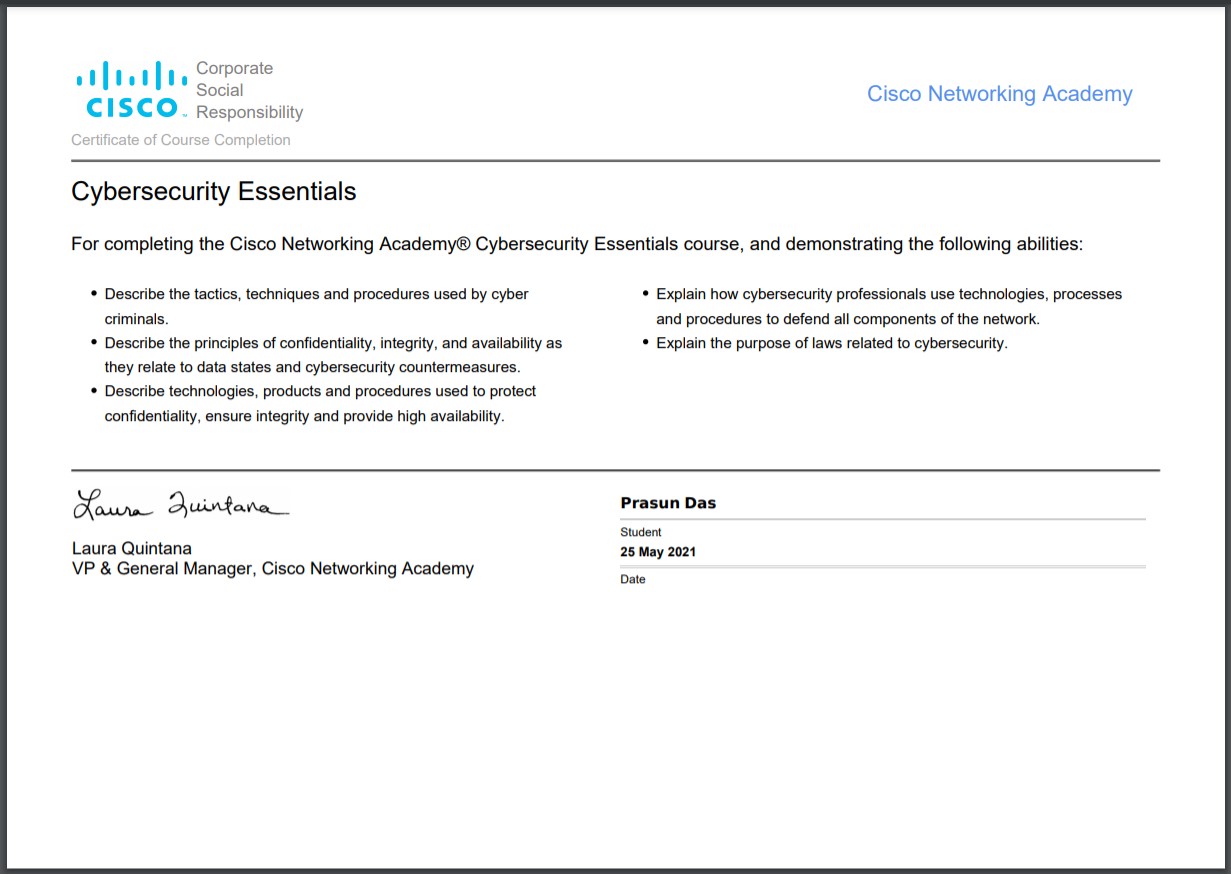 Corporate
Social
Responsibility
CISCO™
Cisco Networking Academy
Certificate of Course Completion
Cybersecurity Essentials
For completing the Cisco Networking Academy® Cybersecurity Essentials course, and demonstrating the following abilities:
• Describe the tactics, techniques and procedures used by cyber
criminals.
• Describe the principles of confidentiality, integrity, and availability as
they relate to data states and cybersecurity countermeasures.
• Describe technologies, products and procedures used to protect
confidentiality, ensure integrity and provide high availability.
• Explain how cybersecurity professionals use technologies, processes
and procedures to defend all components of the network.
• Explain the purpose of laws related to cybersecurity.
Laura Quintana
Laura Quintana
VP & General Manager, Cisco Networking Academy
Prasun Das
Student
25 May 2021
Date